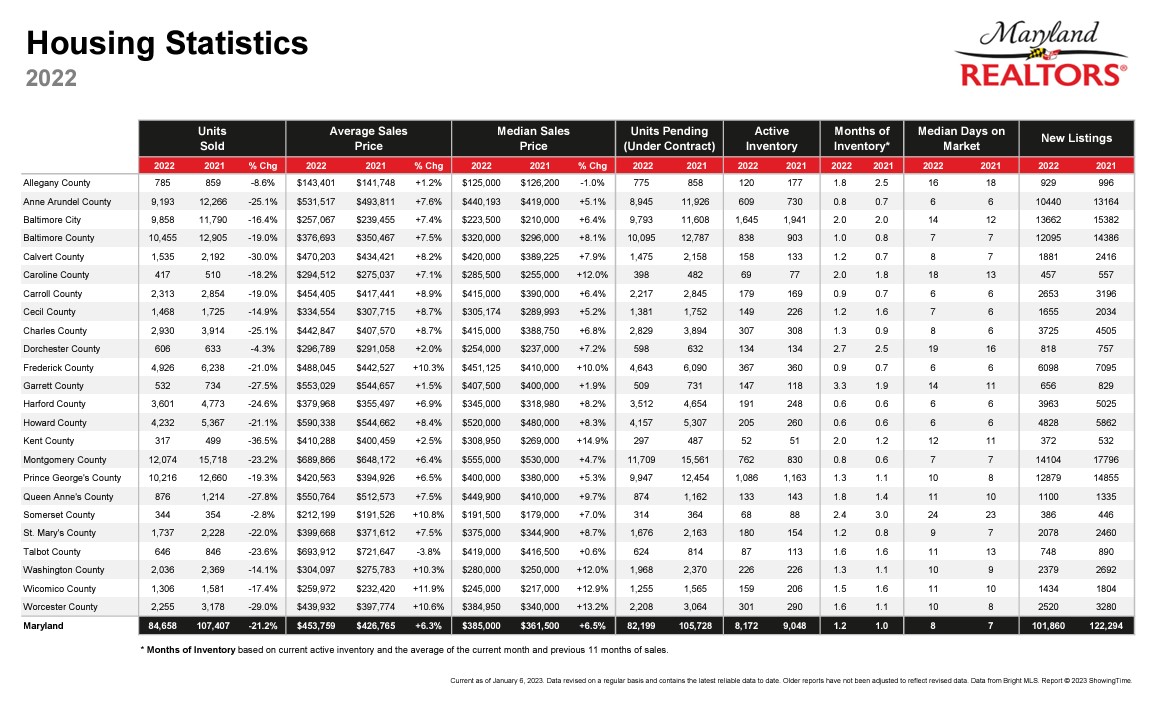 Housing Statistics
2022
Maryland
REALTORS®
Units Sold Average Sales Price Median Sales Price Units Pending (Under Contract) Active Inventory Months of Inventory* Median Days on Market New Listings
2022 2021 % Chg 2022 2021 % Chg 2022 2021 % Chg 2022 2021 2022 2021 2022 2021 2022 2021 2022 2021
Allegany County 785 859 -8.6% $143,401 $141,748 +1.2% $125,000 $126,200 -1.0% 775 858 120 177 1.8 2.5 16 18 929 996
Anne Arundel County 9,193 12,266 -25.1% $531,517 $493,811 +7.6% $440,193 $419,000 +5.1% 8,945 11,926 609 730 0.8 0.7 6 6 10440 13164
Baltimore City 9,858 11,790 -16.4% $257,067 $239,455 +7.4% $223,500 $210,000 +6.4% 9,793 11,608 1,645 1,941 2.0 2.0 14 12 13662 15382
Baltimore County 10,455 12,905 -19.0% $376,693 $350,467 +7.5% $320,000 $296,000 +8.1% 10,095 12,787 838 903 1.0 0.8 7 7 12095 14386
Calvert County 1,535 2,192 -30.0% $470,203 $434,421 +8.2% $420,000 $389,225 +7.9% 1,475 2,158 158 133 1.2 0.7 8 7 1881 2416
Caroline County 417 510 -18.2% $294,512 $275,037 +7.1% $285,500 $255,000 +12.0% 398 482 69 77 2.0 1.8 18 13 457 557
Carroll County 2,313 2,854 -19.0% $454,405 $417,441 +8.9% $415,000 $390,000 +6.4% 2,217 2,845 179 169 0.9 0.7 6 6 2653 3196
Cecil County 1,468 1,725 -14.9% $334,554 $307,715 +8.7% $305,174 $289,993 +5.2% 1,381 1,752 149 226 1.2 1.6 7 6 1655 2034
Charles County 2,930 3,914 -25.1% $442,847 $407,570 +8.7% $415,000 $388,750 +6.8% 2,829 3,894 307 308 1.3 0.9 8 6 3725 4505
Dorchester County 606 633 -4.3% $296,789 $291,058 +2.0% $254,000 $237,000 +7.2% 598 632 134 134 2.7 2.5 19 16 818 757
Frederick County 4,926 6,238 -21.0% $488,045 $442,527 +10.3% $451,125 $410,000 +10.0% 4,643 6,090 367 360 0.9 0.7 6 6 6098 7095
Garrett County 532 734 -27.5% $553,029 $544,657 +1.5% $407,500 $400,000 +1.9% 509 731 147 118 3.3 1.9 14 11 656 829
Harford County 3,601 4,773 -24.6% $379,968 $355,497 +6.9% $345,000 $318,980 +8.2% 3,512 4,654 191 248 0.6 0.6 6 6 3963 5025
Howard County 4,232 5,367 -21.1% $590,338 $544,662 +8.4% $520,000 $480,000 +8.3% 4,157 5,307 205 260 0.6 0.6 6 6 4828 5862
Kent County 317 499 -36.5% $410,288 $400,459 +2.5% $308,950 $269,000 +14.9% 297 487 52 51 2.0 1.2 12 11 372 532
Montgomery County 12,074 15,718 -23.2% $689,866 $648,172 +6.4% $555,000 $530,000 +4.7% 11,709 15,561 762 830 0.8 0.6 7 7 14104 17796
Prince George's County 10,216 12,660 -19.3% $420,563 $394,926 +6.5% $400,000 $380,000 +5.3% 9,947 12,454 1,086 1,163 1.3 1.1 10 8 12879 14855
Queen Anne's County 876 1,214 -27.8% $550,764 $512,573 +7.5% $449,900 $410,000 +9.7% 874 1,162 133 143 1.8 1.4 11 10 1100 1335
Somerset County 344 354 -2.8% $212,199 $191,526 +10.8% $191,500 $179,000 +7.0% 314 364 68 88 2.4 3.0 24 23 386 446
St. Mary's County 1,737 2,228 -22.0% $399,668 $371,612 +7.5% $375,000 $344,900 +8.7% 1,676 2,163 180 154 1.2 0.8 9 7 2078 2460
Talbot County 646 846 -23.6% $693,912 $721,647 -3.8% $419,000 $416,500 +0.6% 624 814 87 113 1.6 1.6 11 13 748 890
Washington County 2,036 2,369 -14.1% $304,097 $275,783 +10.3% $280,000 $250,000 +12.0% 1,968 2,370 226 226 1.3 1.1 10 9 2379 2692
Wicomico County 1,306 1,581 -17.4% $259,972 $232,420 +11.9% $245,000 $217,000 +12.9% 1,255 1,565 159 206 1.5 1.6 11 10 1434 1804
Worcester County 2,255 3,178 -29.0% $439,932 $397,774 +10.6% $384,950 $340,000 +13.2% 2,208 3,064 301 290 1.6 1.1 10 8 2520 3280
Maryland 84,658 107,407 -21.2% $453,759 $426,765 +6.3% $385,000 $361,500 +6.5% 82,199 105,728 8,172 9,048 1.2 1.0 8 7 101,860 122,294
* Months of Inventory based on current active inventory and the average of the current month and previous 11 months of sales.
Current as of January 6, 2023. Data revised on a regular basis and contains the latest reliable data to date. Older reports have not been adjusted to reflect revised data. Data from Bright MLS. Report © 2023 ShowingTime.